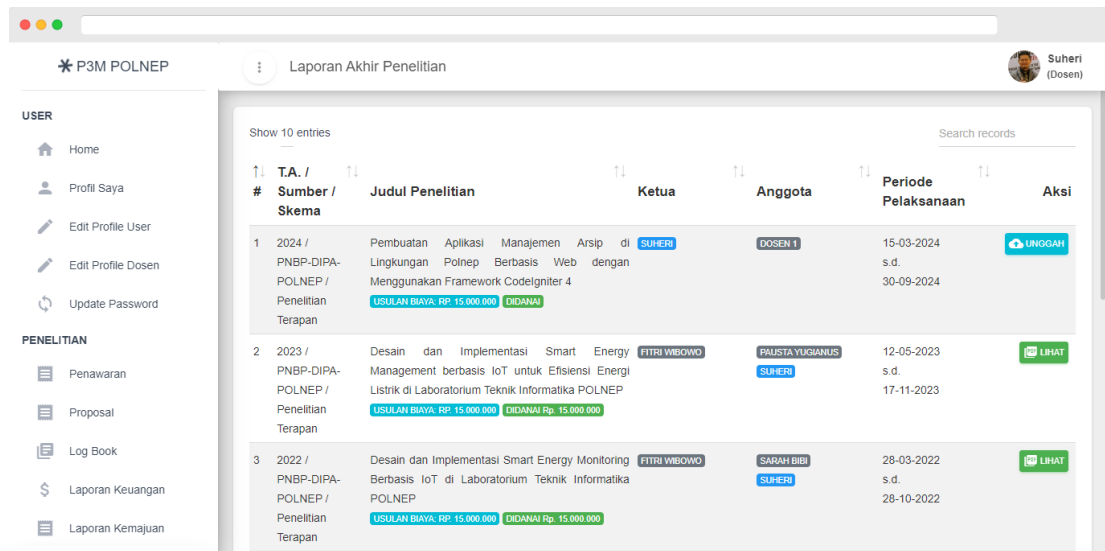 P3M POLNEP
Laporan Akhir Penelitian
Suheri
(Dosen)
USER
Home
Profil Saya
Edit Profile User
Edit Profile Dosen
Update Password
PENELITIAN
Penawaran
Proposal
Log Book
Laporan Keuangan
Laporan Kemajuan
Show 10 entries
Search records
#
T.A. /
Sumber /
Skema
Judul Penelitian
Ketua
Anggota
Periode
Pelaksanaan
Aksi
1
2024 /
PNBP-DIPA-
POLNEP /
Penelitian
Terapan
Pembuatan Aplikasi Manajemen Arsip di
Lingkungan Polnep Berbasis Web dengan
Menggunakan Framework CodeIgniter 4
USULAN BIAYA: RP. 15.000.000 DIDANAI
SUHERI
DOSEN 1
15-03-2024
s.d.
30-09-2024
UNGGAH
2
2023 /
PNBP-DIPA-
POLNEP /
Penelitian
Terapan
Desain dan Implementasi Smart Energy
Management berbasis IoT untuk Efisiensi Energi
Listrik di Laboratorium Teknik Informatika POLNEP
USULAN BIAYA: RP. 15.000.000 DIDANAI Rp. 15.000.000
FITRI WIBOWO
PAUSTA YUGIANUS
SUHERI
12-05-2023
s.d.
17-11-2023
LIHAT
3
2022 /
PNBP-DIPA-
POLNEP /
Penelitian
Terapan
Desain dan Implementasi Smart Energy Monitoring
Berbasis IoT di Laboratorium Teknik Informatika
POLNEP
USULAN BIAYA: RP. 15.000.000 DIDANAI Rp. 15.000.000
FITRI WIBOWO
SARAH BIBI
SUHERI
28-03-2022
s.d.
28-10-2022
LIHAT